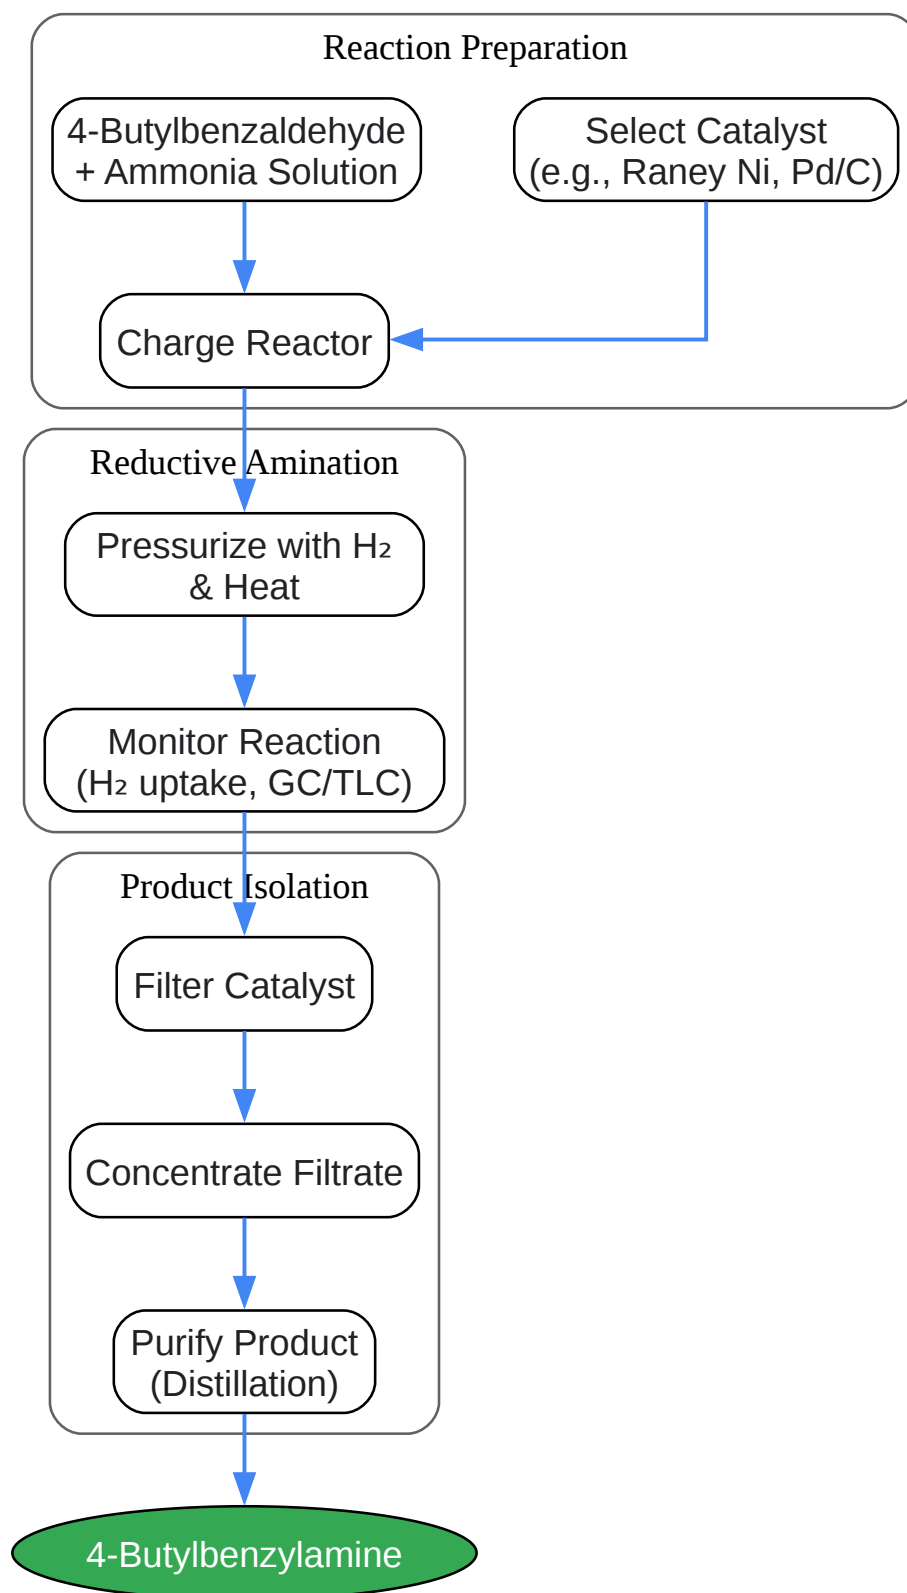 Reaction Preparation
4-Butylbenzaldehyde
+ Ammonia Solution
Select Catalyst
(e.g., Raney Ni, Pd/C)
Charge Reactor
Reductive Amination
Pressurize with H₂
& Heat
Monitor Reaction
(H₂ uptake, GC/TLC)
Product Isolation
Filter Catalyst
Concentrate Filtrate
Purify Product
(Distillation)
4-Butylbenzylamine